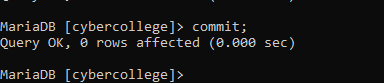 MariaDB [cybercollege]> commit;
Query OK, 0 rows affected (0.000 sec)
MariaDB [cybercollege]>